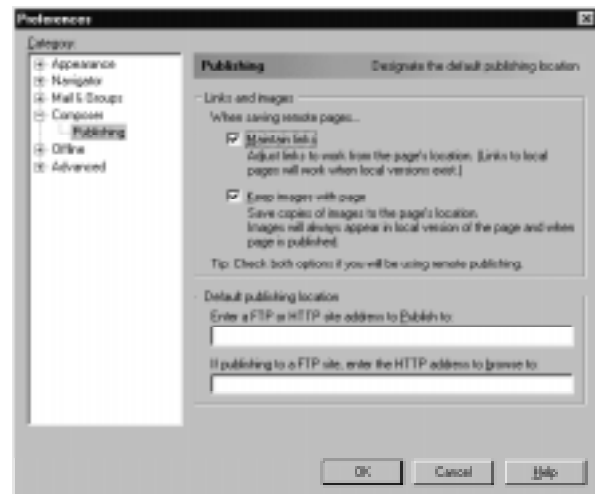 Preferences
Category:
Appearance
Navigator
Mail & Groups
Composer
Publishing
Offline
Advanced
Publishing
Designate the default publishing location
Links and images
When saving remote pages...
Maintain links
Adjust links to work from the page's location. (Links to local
pages will work when local versions exist.)
Keep images with page
Save copies of images to the page's location.
Images will always appear in local version of the page and when
page is published.
Tip: Check both options if you will be using remote publishing.
Default publishing location
Enter a FTP or HTTP site address to Publish to:
If publishing to a FTP site, enter the HTTP address to browse to:
OK
Cancel
Help